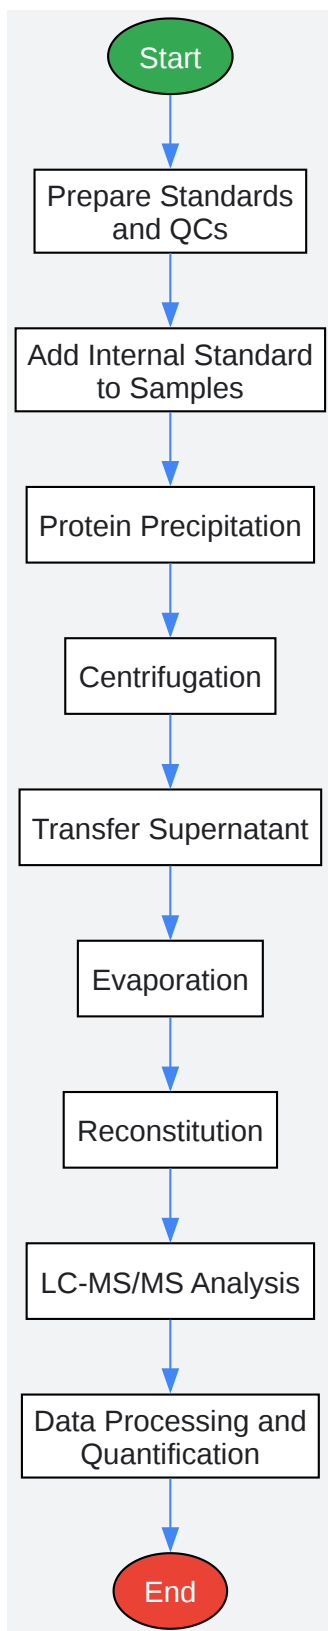 Start
Prepare Standards
and QCs
Add Internal Standard
to Samples
Protein Precipitation
Centrifugation
Transfer Supernatant
Evaporation
Reconstitution
LC-MS/MS Analysis
Data Processing and
Quantification
End